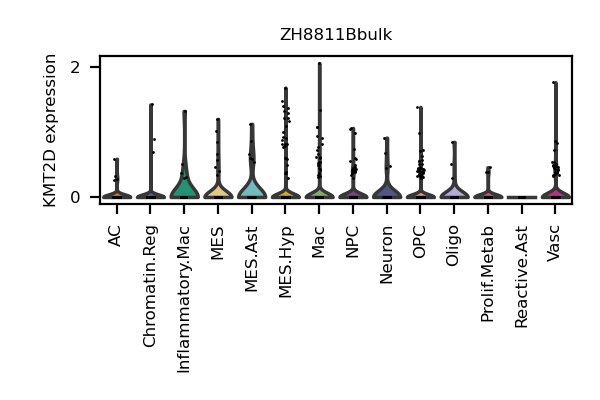 ZH8811Bbulk
KMT2D expression
2
0
AC
Chromatin.Reg
Inflammatory.Mac
MES
MES.Ast
MES.Hyp
Mac
NPC
Neuron
OPC
Oligo
Prolif.Metab
Reactive.Ast
Vasc